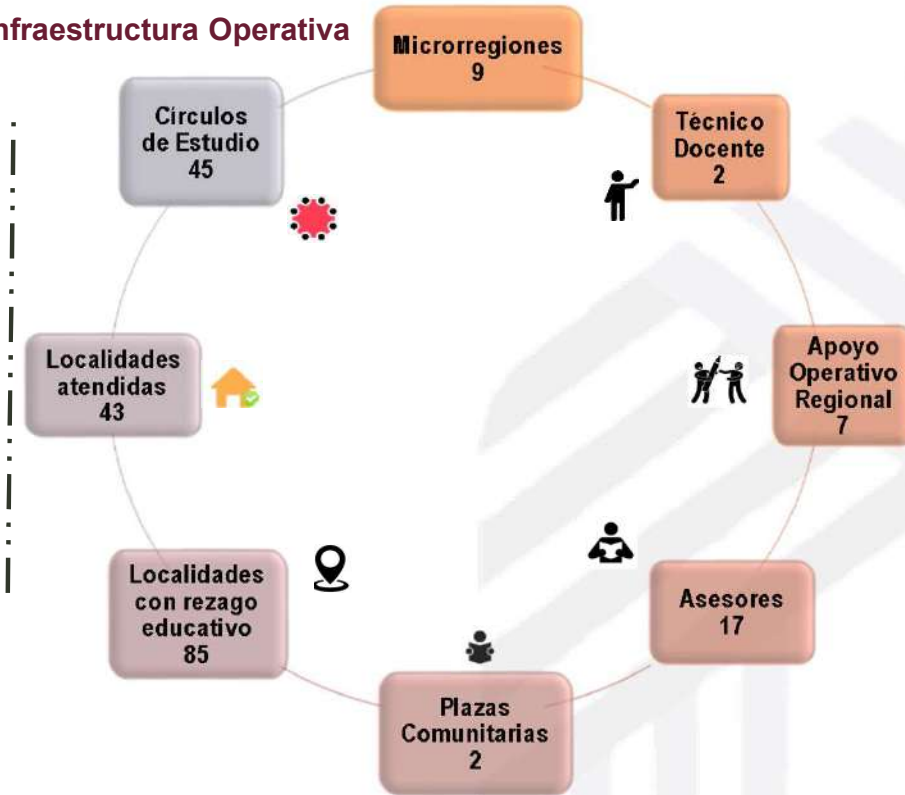 nfraestructura Operativa
Microrregiones
9
Técnico
Docente
2
Apoyo
Operativo
Regional
7
Asesores
17
Plazas
Comunitarias
2
Localidades
con rezago
educativo
85
Localidades
atendidas
43
Círculos
de Estudio
45